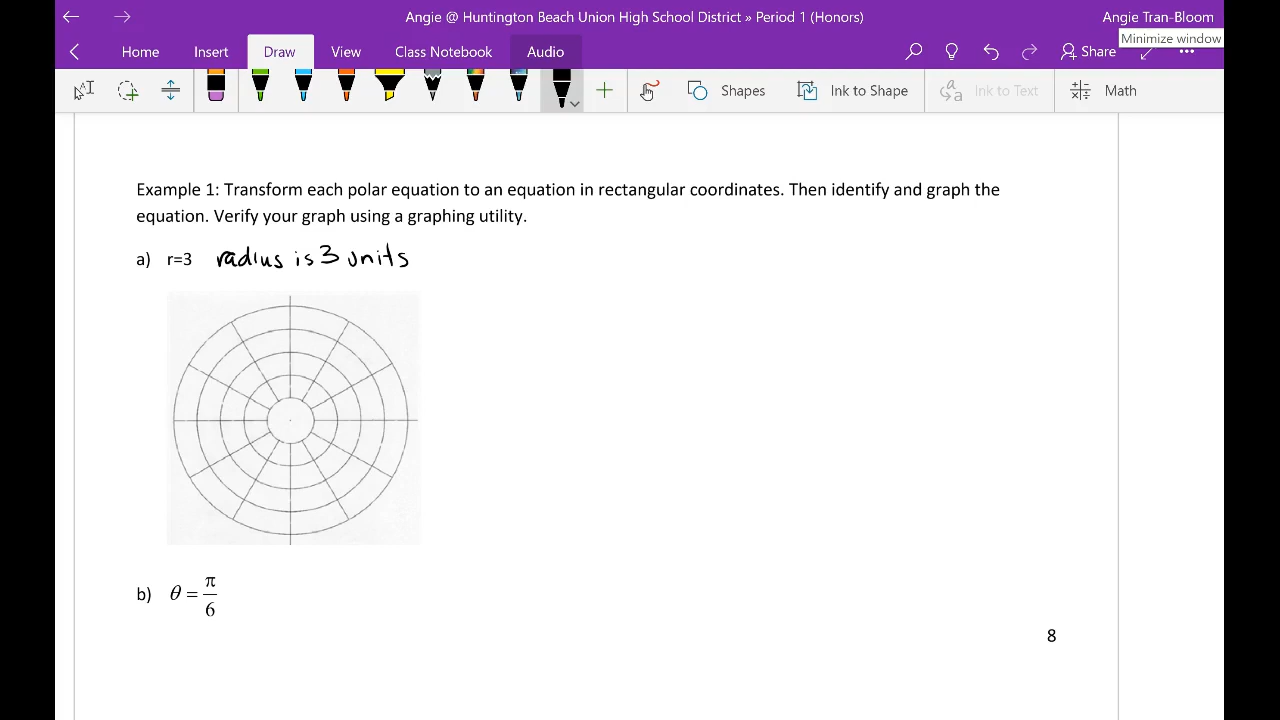 Angie @ Huntington Beach Union High School District » Period 1 (Honors)
Angie Tran-Bloom
Minimize window
Home Insert Draw View Class Notebook Audio Share
Shapes Ink to Shape Ink to Text Math
Example 1: Transform each polar equation to an equation in rectangular coordinates. Then identify and graph the
equation. Verify your graph using a graphing utility.
a) r=3 radius is 3 units
b) θ = π/6
8